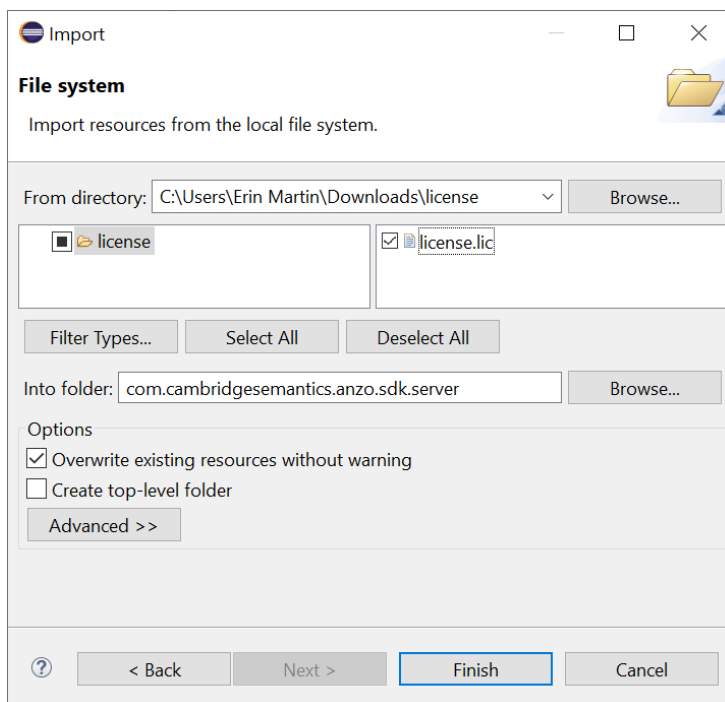 Import
File system
Import resources from the local file system.
From directory: C:\Users\Erin Martin\Downloads\license Browse...
license license.lic
Filter Types... Select All Deselect All
Into folder: com.cambridgesemantics.anzo.sdk.server Browse...
Options
Overwrite existing resources without warning
Create top-level folder
Advanced >>
? < Back Next > Finish Cancel